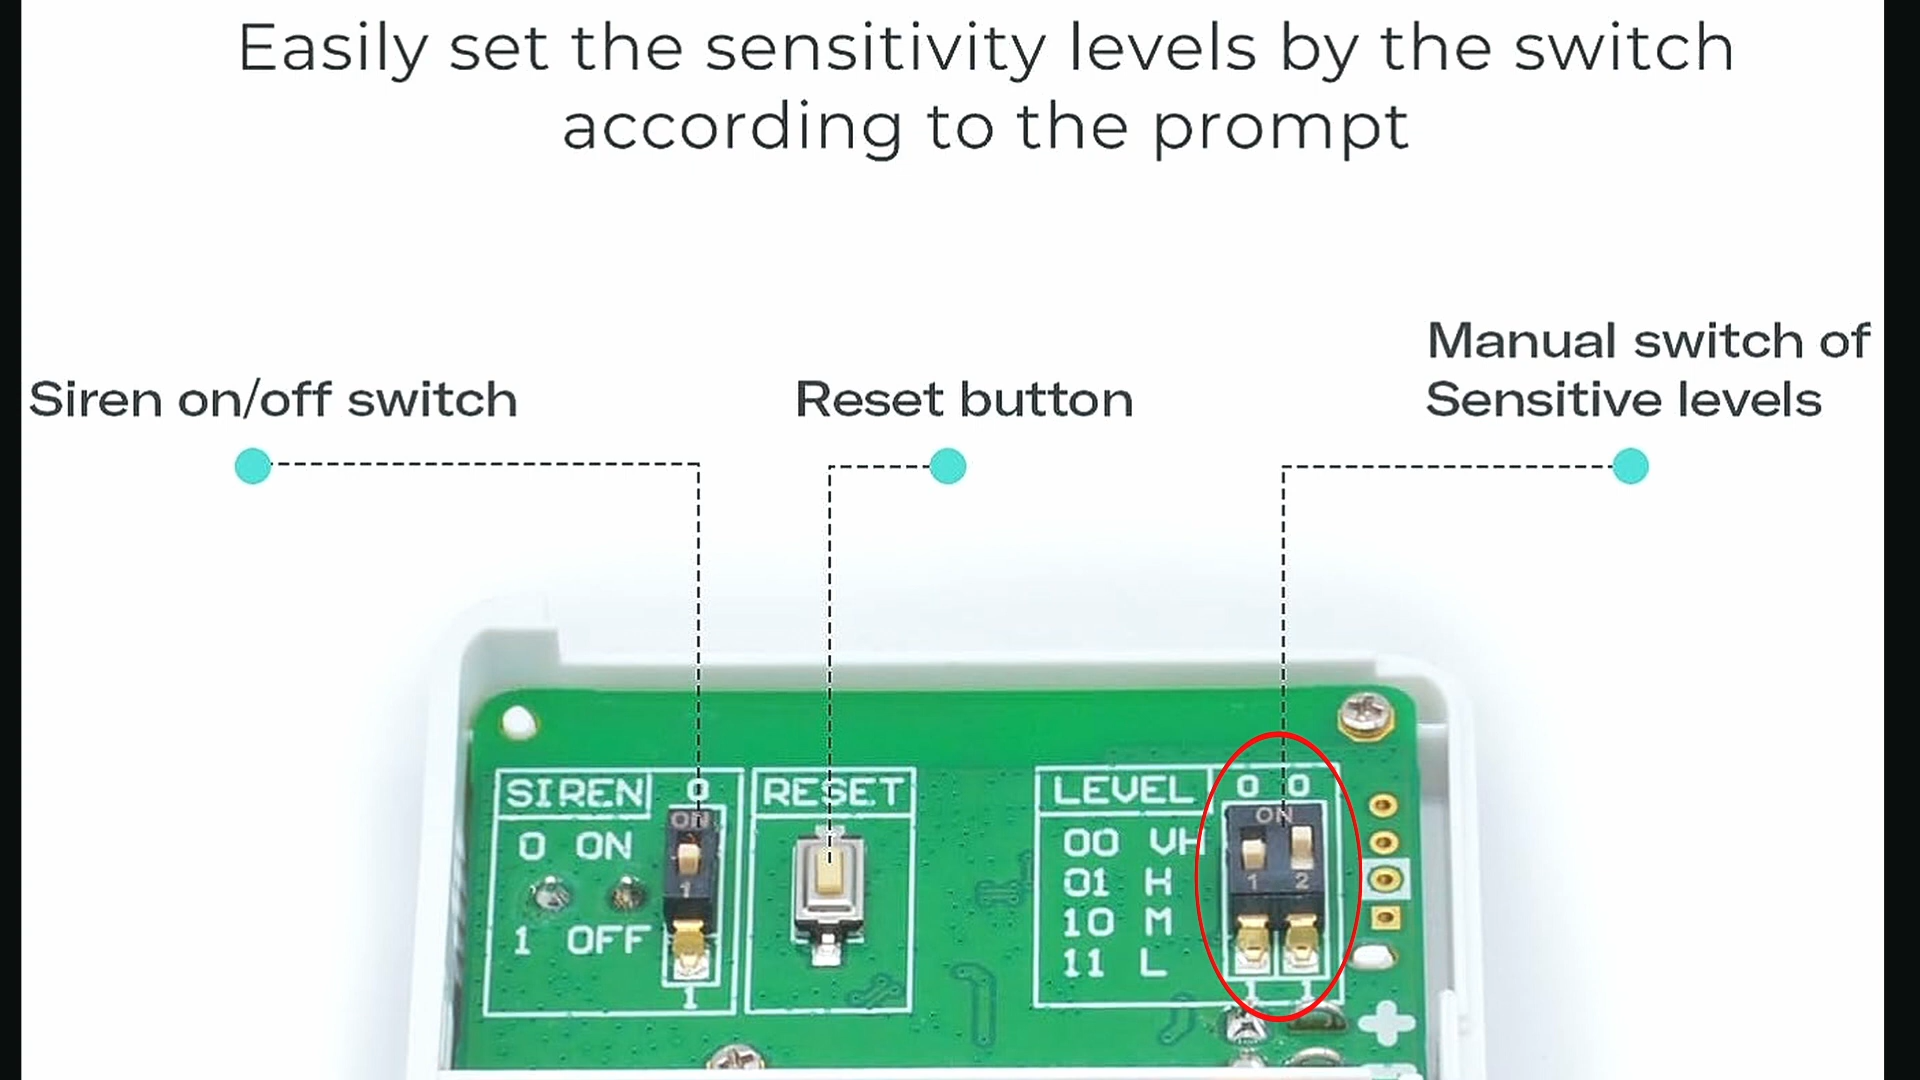 Easily set the sensitivity levels by the switch
according to the prompt
Siren on/off switch
Reset button
Manual switch of
Sensitive levels
SIREN
0
ON
1
0 ON
1 OFF
1
RESET
LEVEL
0 0
ON
1 2
00 VH
01 H
10 M
11 L
1 1
+